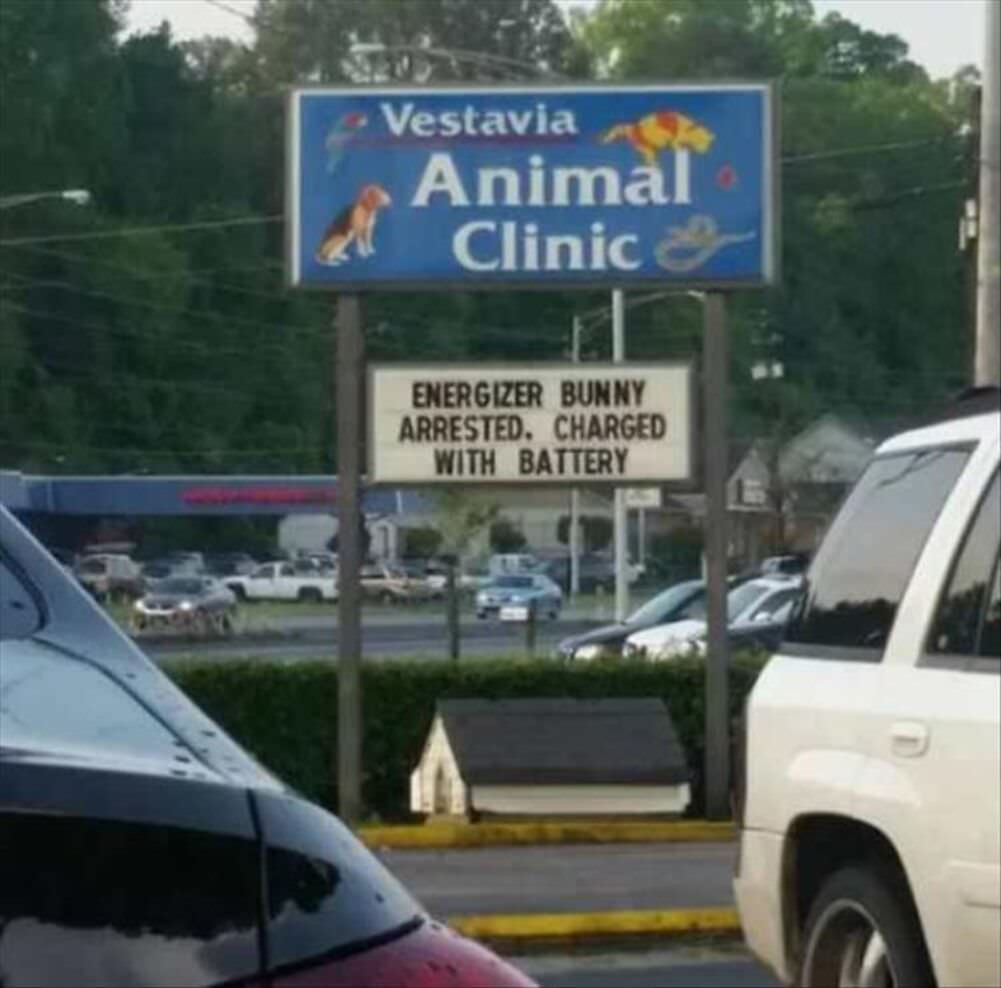 Vestavia
Animal
Clinic
ENERGIZER BUNNY
ARRESTED. CHARGED
WITH BATTERY